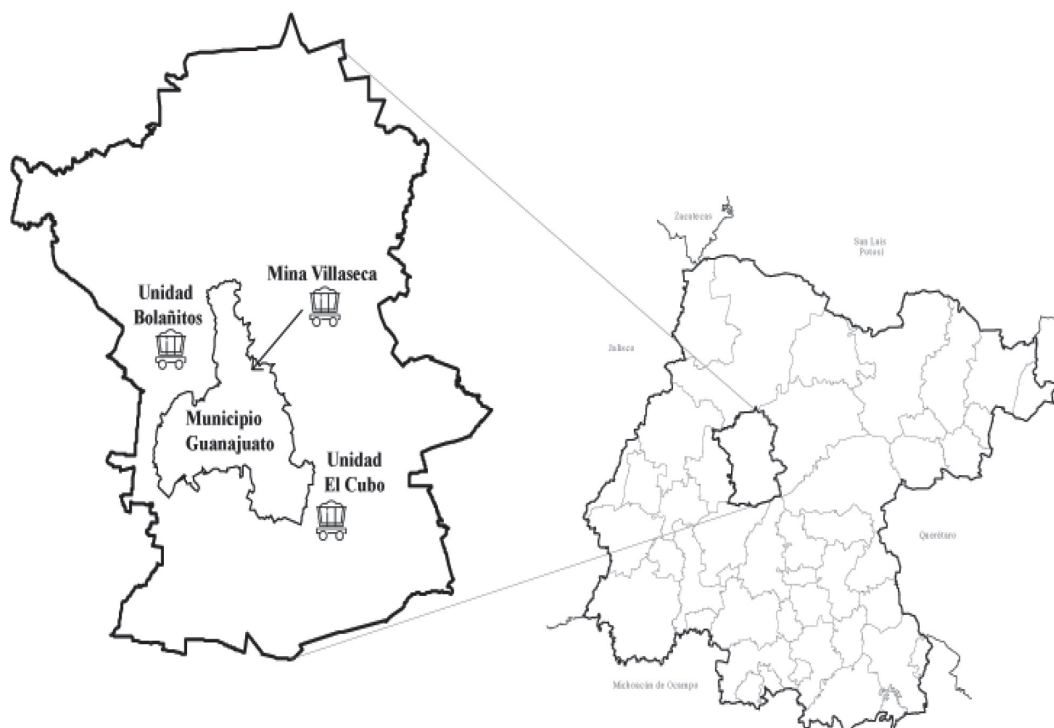 Mina Villaseca
Unidad
Bolañitos
Municipio
Guanajuato
Unidad
El Cubo
Zacatecas
San Luis
Potosí
Jalisco
Querétaro
Michoacán de Ocampo